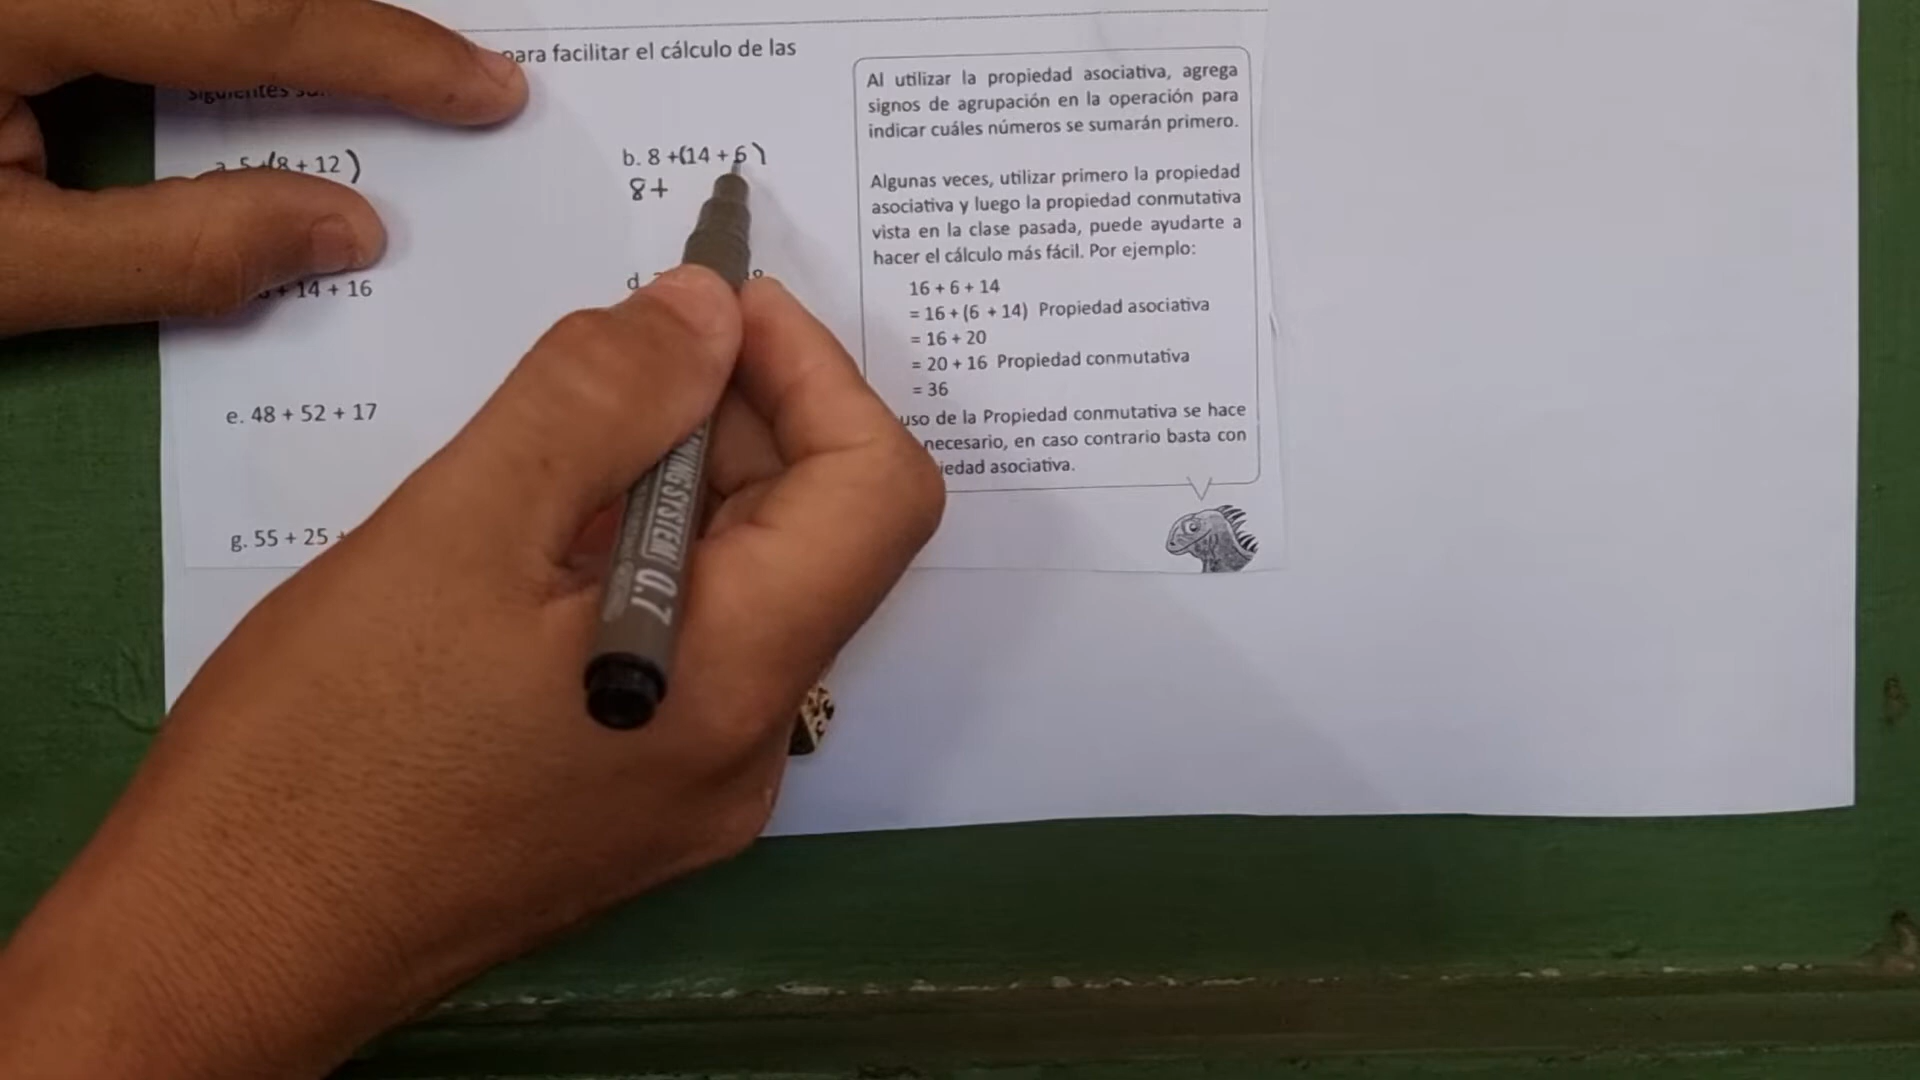 para facilitar el cálculo de las
siguientes
a. 5 +(8 + 12)
b. 8 +(14 + 6)
8+
+ 14 + 16
d.
e. 48 + 52 + 17
g. 55 + 25 +
Al utilizar la propiedad asociativa, agrega
signos de agrupación en la operación para
indicar cuáles números se sumarán primero.
Algunas veces, utilizar primero la propiedad
asociativa y luego la propiedad conmutativa
vista en la clase pasada, puede ayudarte a
hacer el cálculo más fácil. Por ejemplo:
16 + 6 + 14
= 16 + (6 + 14) Propiedad asociativa
= 16 + 20
= 20 + 16 Propiedad conmutativa
= 36
uso de la Propiedad conmutativa se hace
necesario, en caso contrario basta con
iedad asociativa.
DRAWING SYSTEM 0.7